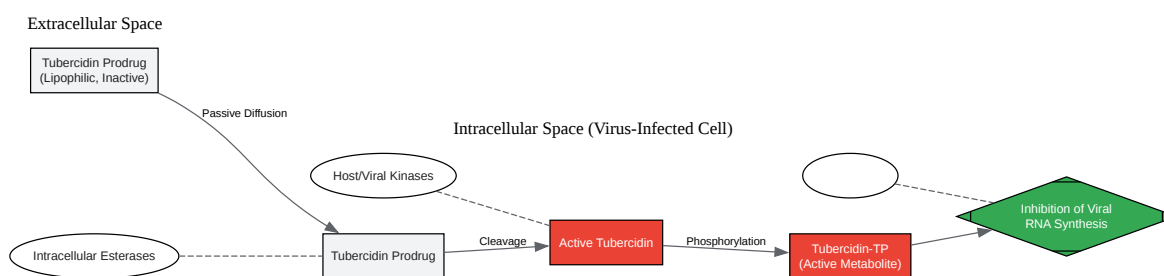 Extracellular Space
Tubercidin Prodrug
(Lipophilic, Inactive)
Passive Diffusion
Intracellular Space (Virus-Infected Cell)
Host/Viral Kinases
Inhibition of Viral
RNA Synthesis
Intracellular Esterases
Tubercidin Prodrug
Cleavage
Active Tubercidin
Phosphorylation
Tubercidin-TP
(Active Metabolite)